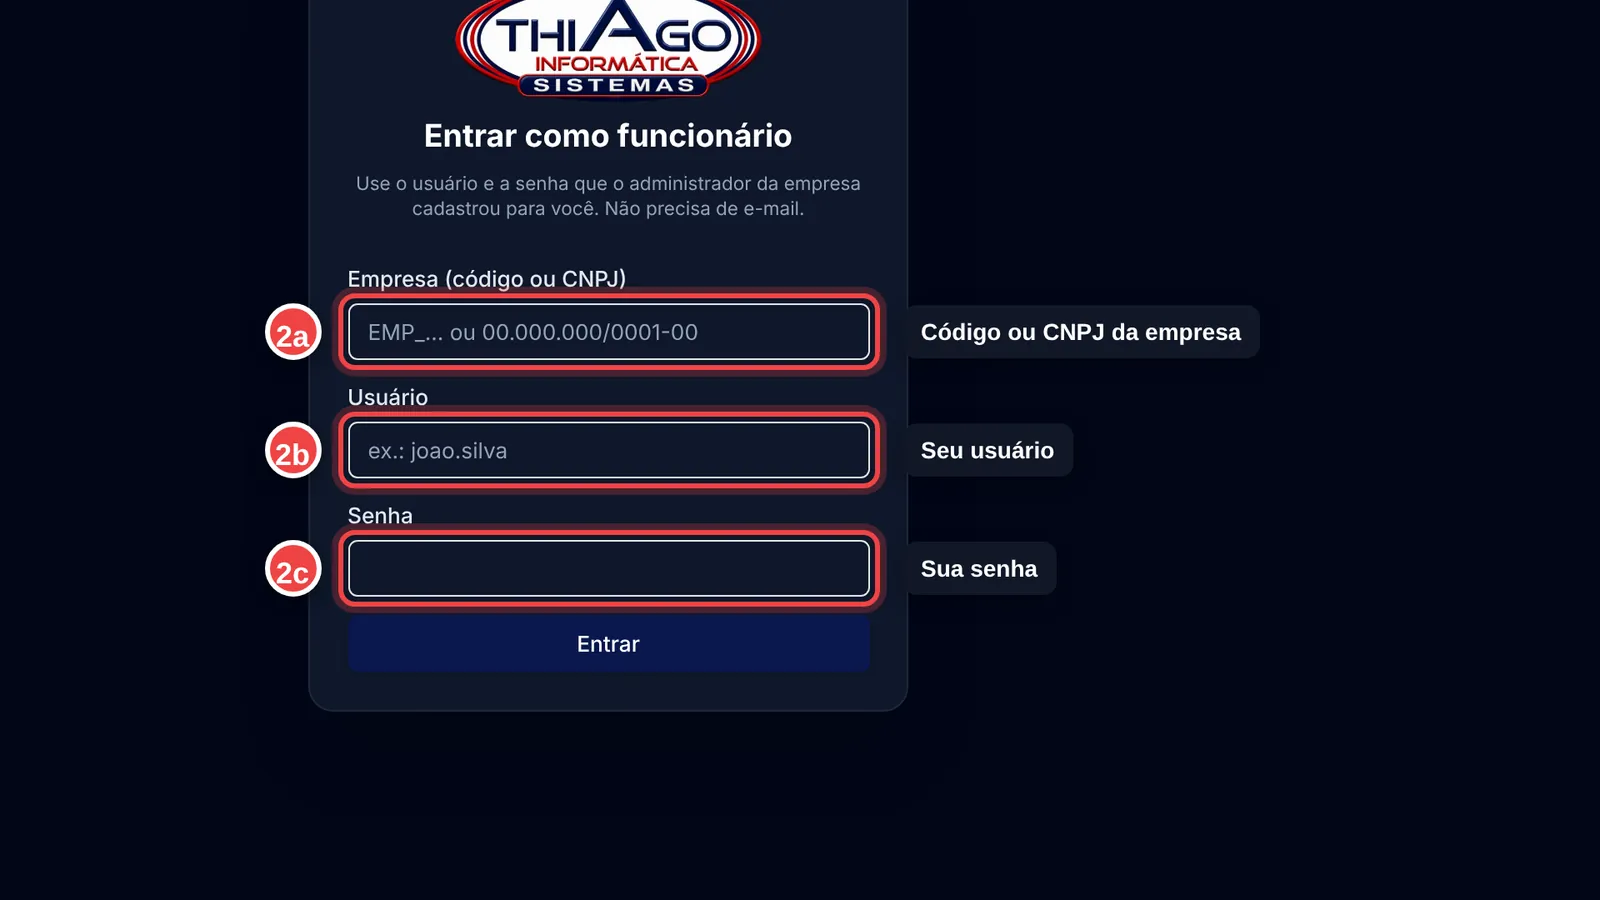 THIAGO
INFORMÁTICA
SISTEMAS
Entrar como funcionário
Use o usuário e a senha que o administrador da empresa
cadastrou para você. Não precisa de e-mail.
Empresa (código ou CNPJ)
2a
EMP_... ou 00.000.000/0001-00
Código ou CNPJ da empresa
Usuário
2b
ex.: joao.silva
Seu usuário
Senha
2c
Sua senha
Entrar